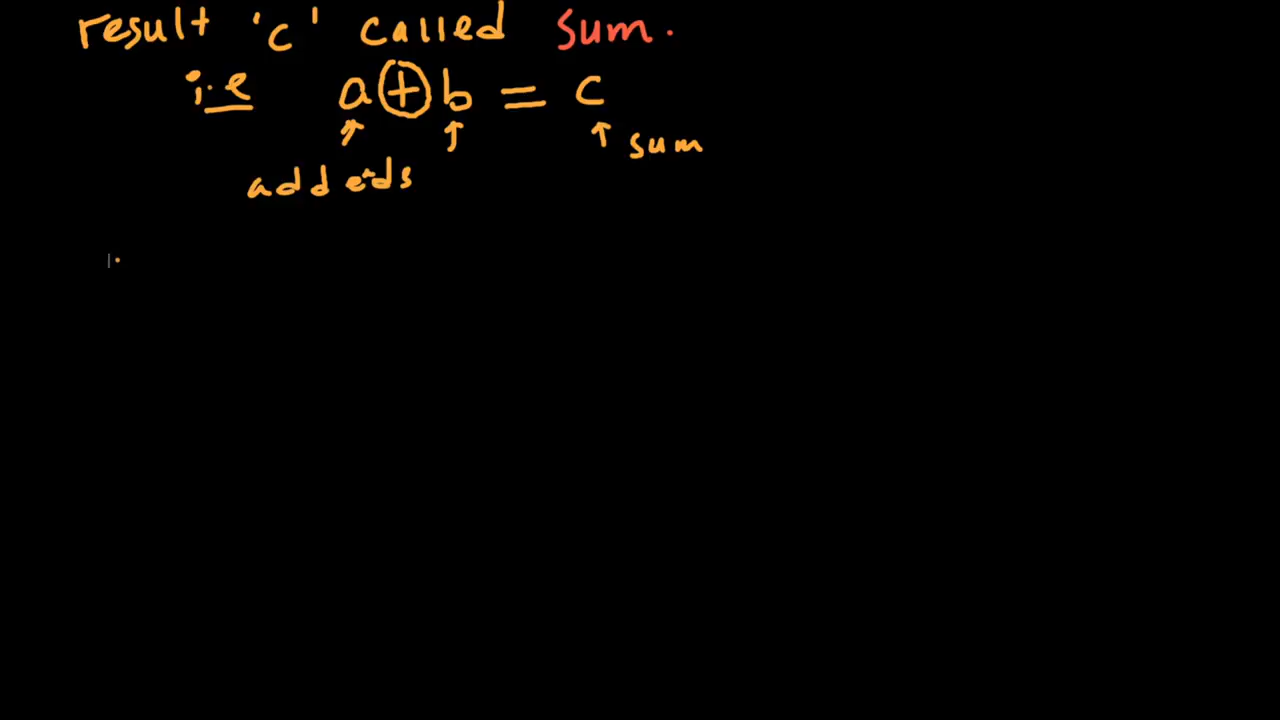 result 'c' called sum.
i.e a + b = c
↑ ↑ ↑ sum
addends